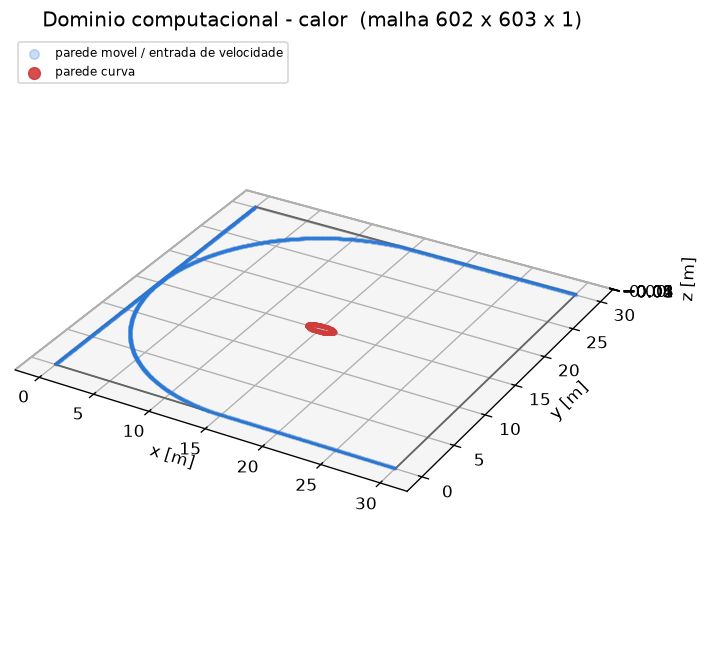 Dominio computacional - calor  (malha 602 x 603 x 1)
parede movel / entrada de velocidade
parede curva
0
5
10
15
20
25
30
x [m]
0
5
10
15
20
25
30
y [m]
z [m]